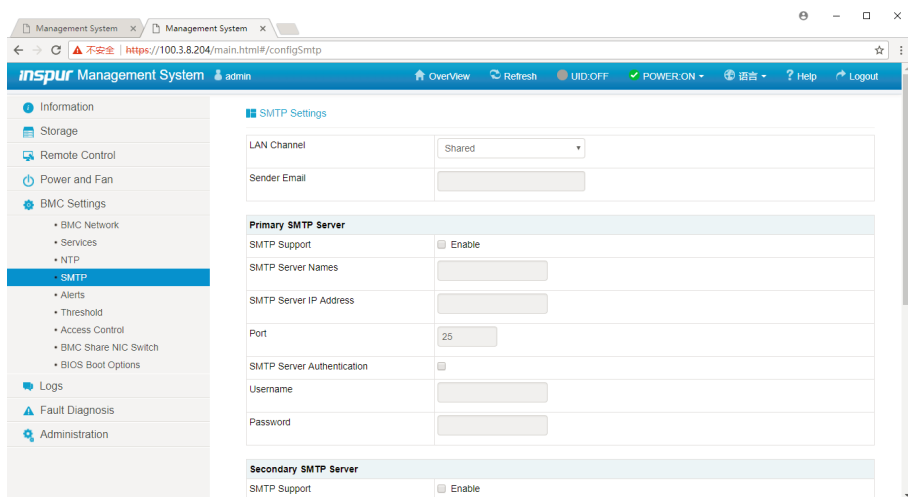 Management System
Management System
不安全 | https://100.3.8.204/main.html#/configSmtp
inspur Management System admin OverView Refresh UID:OFF POWER:ON 语言 Help Logout
Information
Storage
Remote Control
Power and Fan
BMC Settings
• BMC Network
• Services
• NTP
• SMTP
• Alerts
• Threshold
• Access Control
• BMC Share NIC Switch
• BIOS Boot Options
Logs
Fault Diagnosis
Administration
SMTP Settings
LAN Channel Shared
Sender Email
Primary SMTP Server
SMTP Support Enable
SMTP Server Names
SMTP Server IP Address
Port 25
SMTP Server Authentication
Username
Password
Secondary SMTP Server
SMTP Support Enable